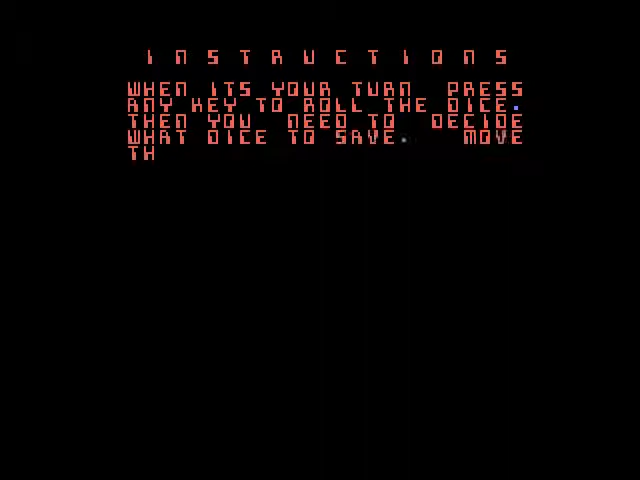 INSTRUCTIONS
WHEN ITS YOUR TURN PRESS
ANY KEY TO ROLL THE DICE.
THEN YOU NEED TO DECIDE
WHAT DICE TO SAVE. MOVE
TH